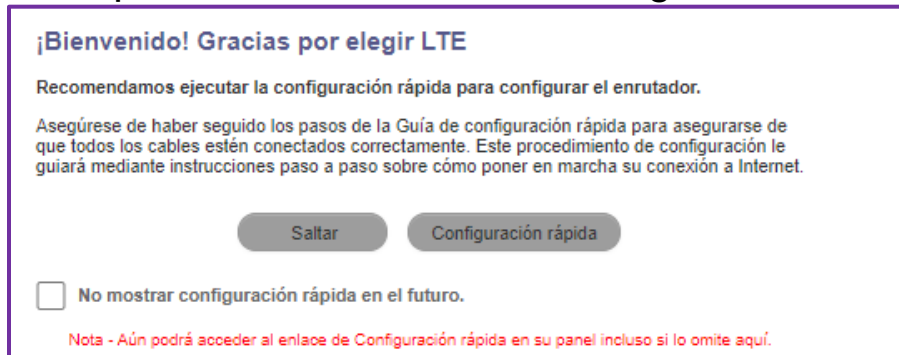 ¡Bienvenido! Gracias por elegir LTE
Recomendamos ejecutar la configuración rápida para configurar el enrutador.
Asegúrese de haber seguido los pasos de la Guía de configuración rápida para asegurarse de
que todos los cables estén conectados correctamente. Este procedimiento de configuración le
guiará mediante instrucciones paso a paso sobre cómo poner en marcha su conexión a Internet.
Saltar Configuración rápida
No mostrar configuración rápida en el futuro.
Nota - Aún podrá acceder al enlace de Configuración rápida en su panel incluso si lo omite aquí.